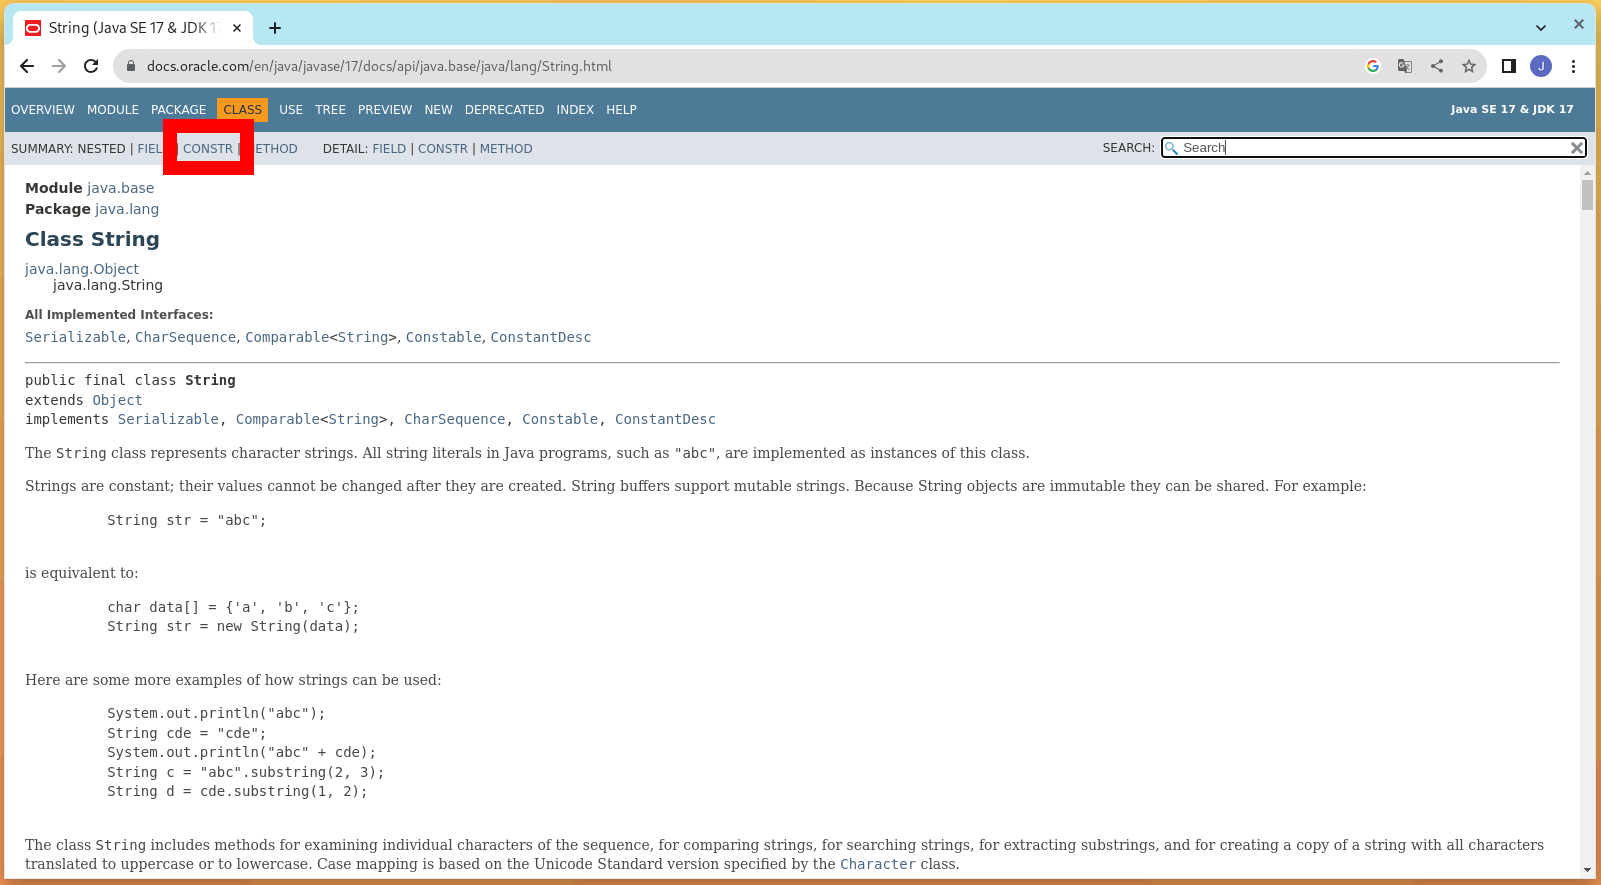 String (Java SE 17 & JDK 17
docs.oracle.com/en/java/javase/17/docs/api/java.base/java/lang/String.html
J
OVERVIEW MODULE PACKAGE CLASS USE TREE PREVIEW NEW DEPRECATED INDEX HELP
Java SE 17 & JDK 17
SUMMARY: NESTED | FIEL | CONSTR | ETHOD DETAIL: FIELD | CONSTR | METHOD
SEARCH: Search
Module java.base
Package java.lang
Class String
java.lang.Object
java.lang.String
All Implemented Interfaces:
Serializable, CharSequence, Comparable<String>, Constable, ConstantDesc
public final class String
extends Object
implements Serializable, Comparable<String>, CharSequence, Constable, ConstantDesc
The String class represents character strings. All string literals in Java programs, such as "abc", are implemented as instances of this class.
Strings are constant; their values cannot be changed after they are created. String buffers support mutable strings. Because String objects are immutable they can be shared. For example:
String str = "abc";
is equivalent to:
char data[] = {'a', 'b', 'c'};
String str = new String(data);
Here are some more examples of how strings can be used:
System.out.println("abc");
String cde = "cde";
System.out.println("abc" + cde);
String c = "abc".substring(2, 3);
String d = cde.substring(1, 2);
The class String includes methods for examining individual characters of the sequence, for comparing strings, for searching strings, for extracting substrings, and for creating a copy of a string with all characters
translated to uppercase or to lowercase. Case mapping is based on the Unicode Standard version specified by the Character class.